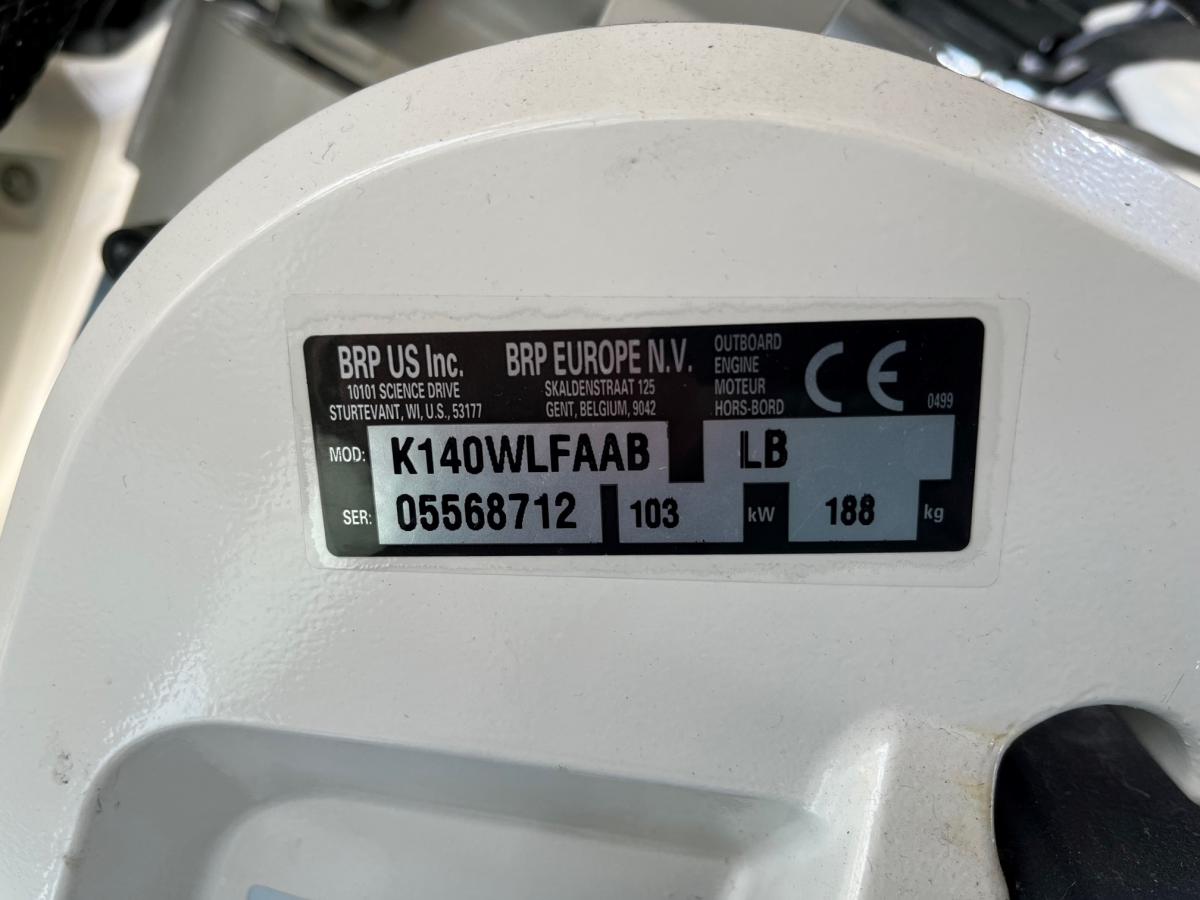 BRP US Inc.
10101 SCIENCE DRIVE
STURTEVANT, WI, U.S., 53177
BRP EUROPE N.V.
SKALDENSTRAAT 125
GENT, BELGIUM, 9042
OUTBOARD
ENGINE
MOTEUR
HORS-BORD
CE
0499
MOD: K140WLFAAB LB
SER: 05568712 103 kW 188 kg